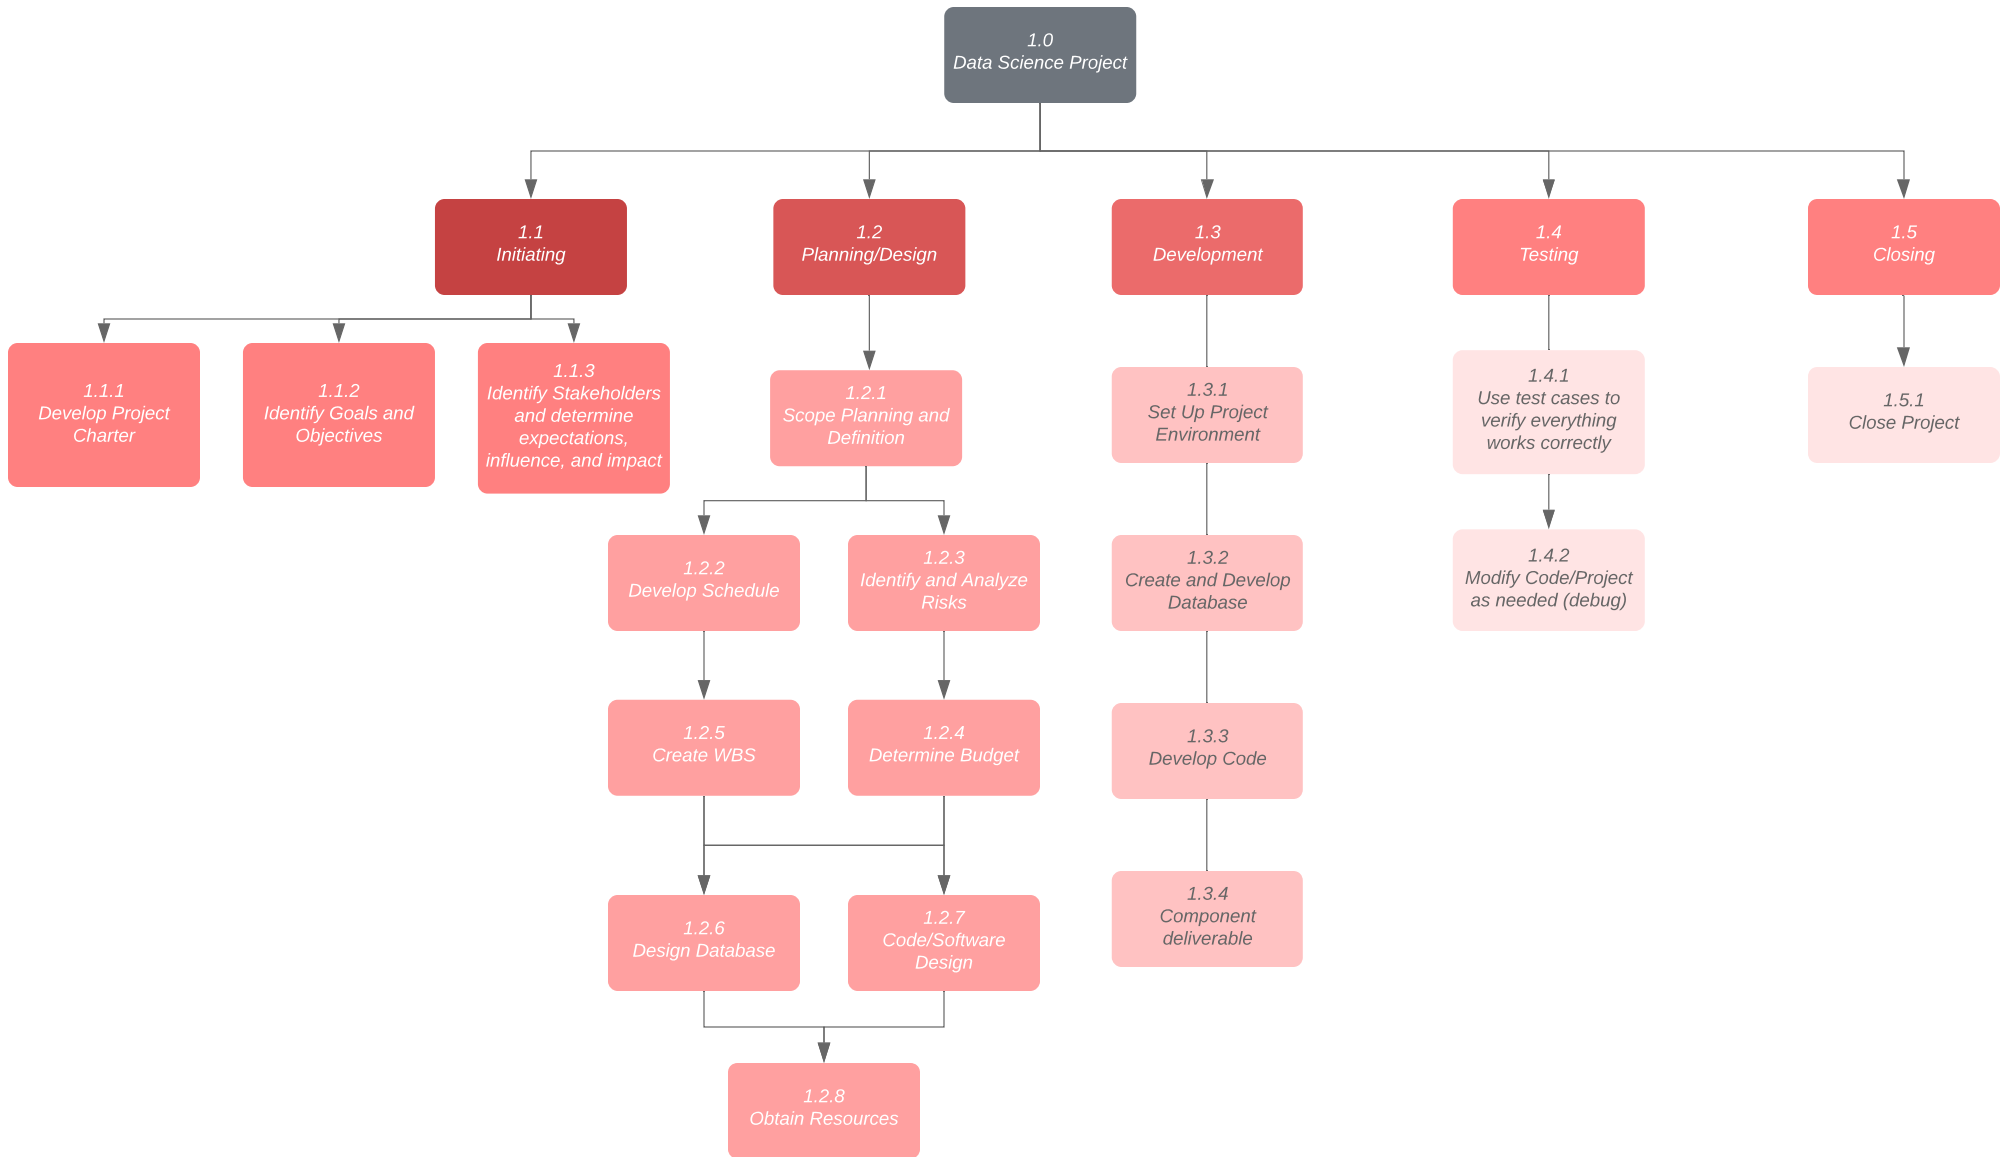 1.0
Data Science Project
1.1
Initiating
1.2
Planning/Design
1.3
Development
1.4
Testing
1.5
Closing
1.1.1
Develop Project
Charter
1.1.2
Identify Goals and
Objectives
1.1.3
Identify Stakeholders
and determine
expectations,
influence, and impact
1.2.1
Scope Planning and
Definition
1.3.1
Set Up Project
Environment
1.4.1
Use test cases to
verify everything
works correctly
1.5.1
Close Project
1.2.2
Develop Schedule
1.2.3
Identify and Analyze
Risks
1.3.2
Create and Develop
Database
1.4.2
Modify Code/Project
as needed (debug)
1.2.5
Create WBS
1.2.4
Determine Budget
1.3.3
Develop Code
1.2.6
Design Database
1.2.7
Code/Software
Design
1.3.4
Component
deliverable
1.2.8
Obtain Resources